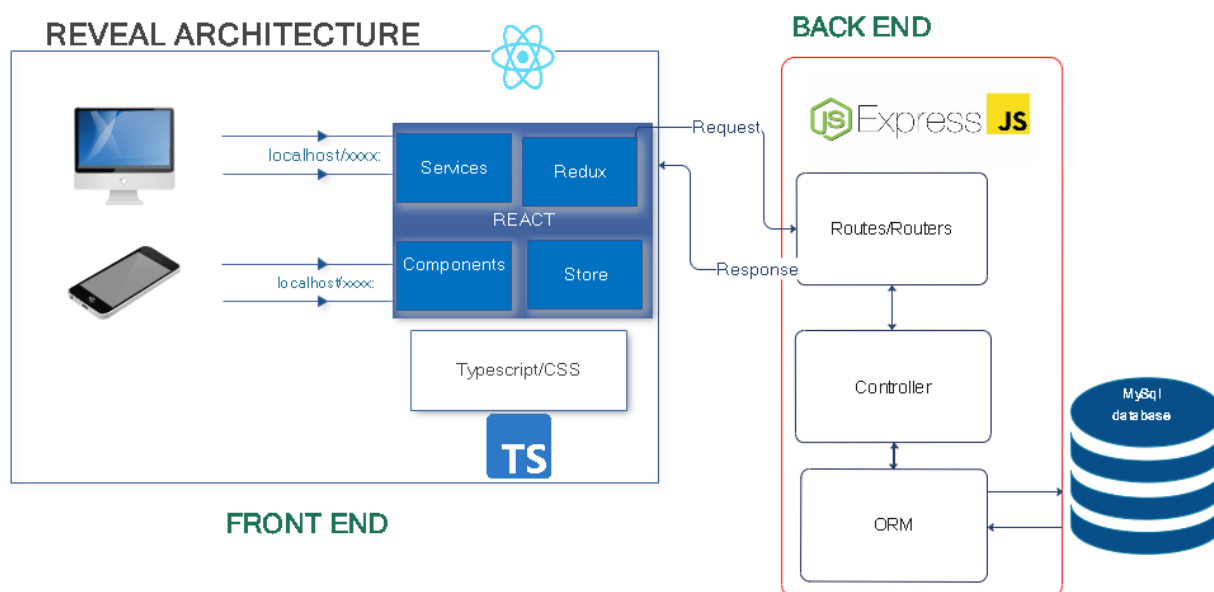 REVEAL ARCHITECTURE
BACK END
JS
Express
JS
localhost/xxxx:
Services
Redux
Request
REACT
Routes/Routers
localhost/xxxx:
Components
Store
Response
Typescript/CSS
TS
Controller
MySql
database
FRONT END
ORM